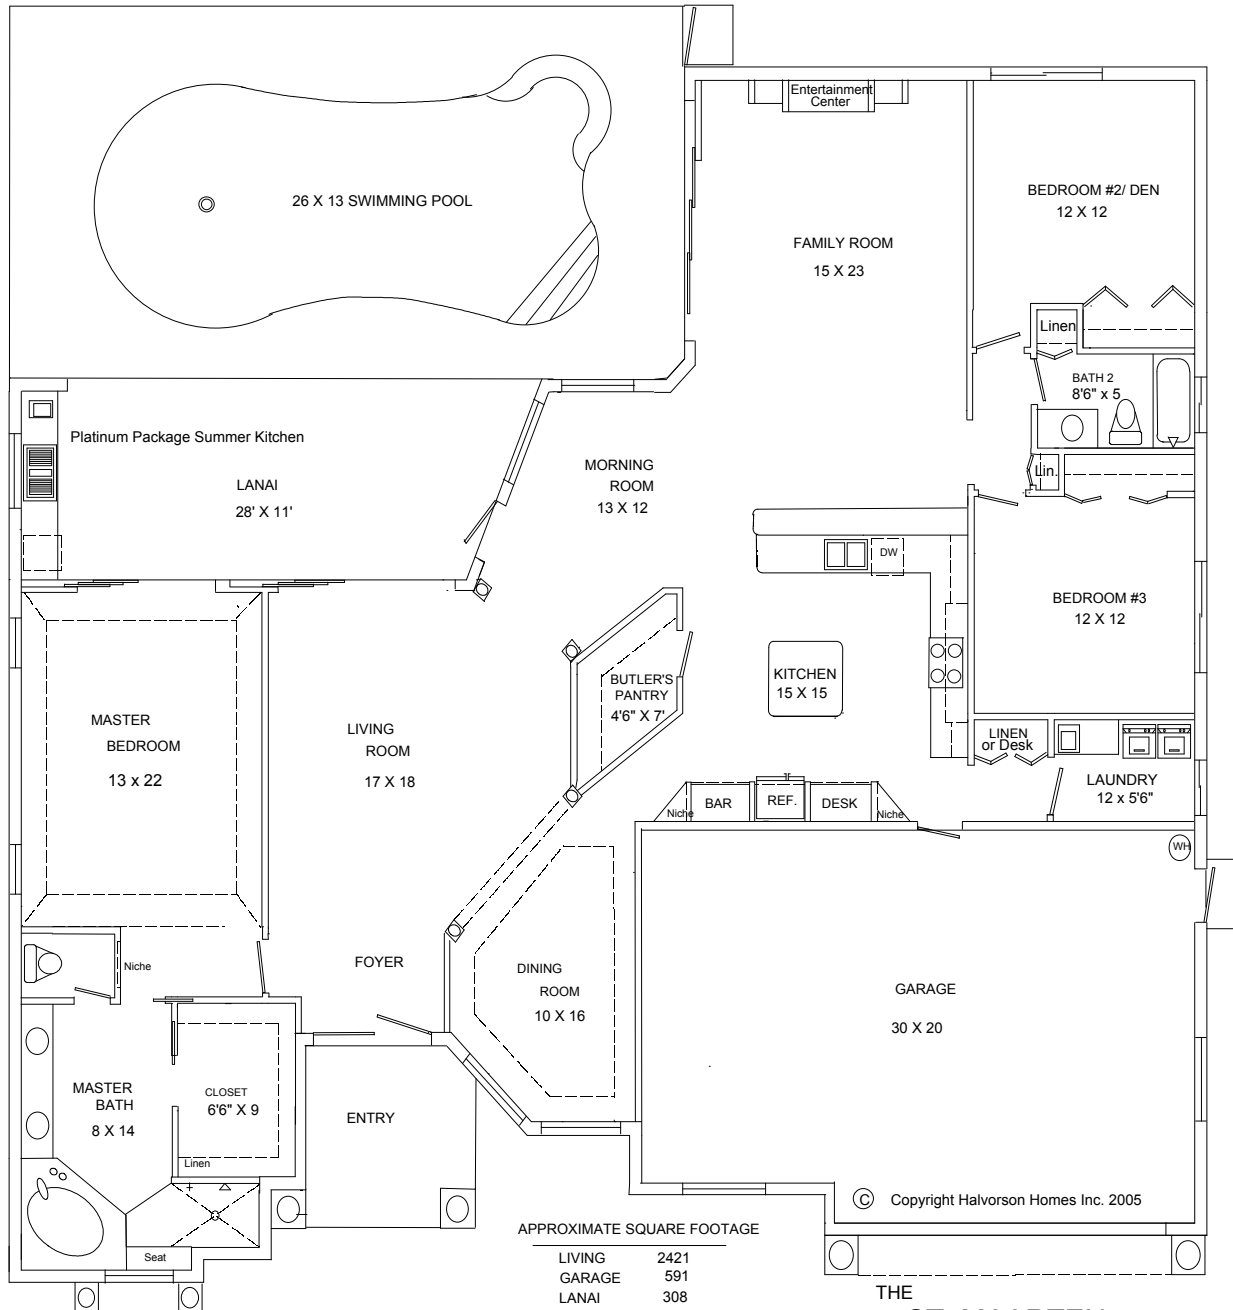 Entertainment
Center
26 X 13 SWIMMING POOL
BEDROOM #2/ DEN
12 X 12
FAMILY ROOM
15 X 23
Linen
BATH 2
8'6" x 5
Platinum Package Summer Kitchen
LANAI
28' X 11'
MORNING
ROOM
13 X 12
Lin.
DW
BEDROOM #3
12 X 12
BUTLER'S
PANTRY
4'6" X 7'
KITCHEN
15 X 15
MASTER
BEDROOM
13 x 22
LIVING
ROOM
17 X 18
LINEN
or Desk
LAUNDRY
12 x 5'6"
Niche
BAR
REF.
DESK
Niche
WH
Niche
FOYER
DINING
ROOM
10 X 16
GARAGE
30 X 20
MASTER
BATH
8 X 14
CLOSET
6'6" X 9
Linen
ENTRY
Seat
© Copyright Halvorson Homes Inc. 2005
APPROXIMATE SQUARE FOOTAGE
LIVING 2421
GARAGE 591
LANAI 308
THE